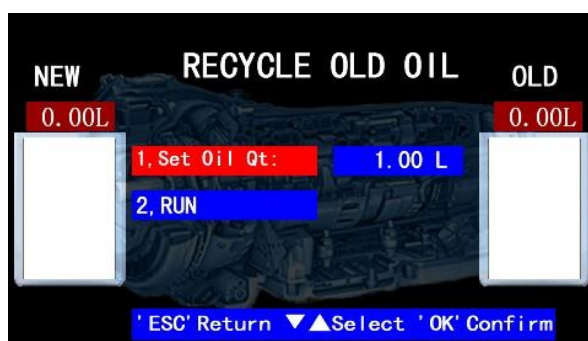 RECYCLE OLD OIL
NEW
OLD
0.00L
0.00L
1,Set Oil Qt:
1.00 L
2,RUN
'ESC'Return ▼▲Select 'OK'Confirm